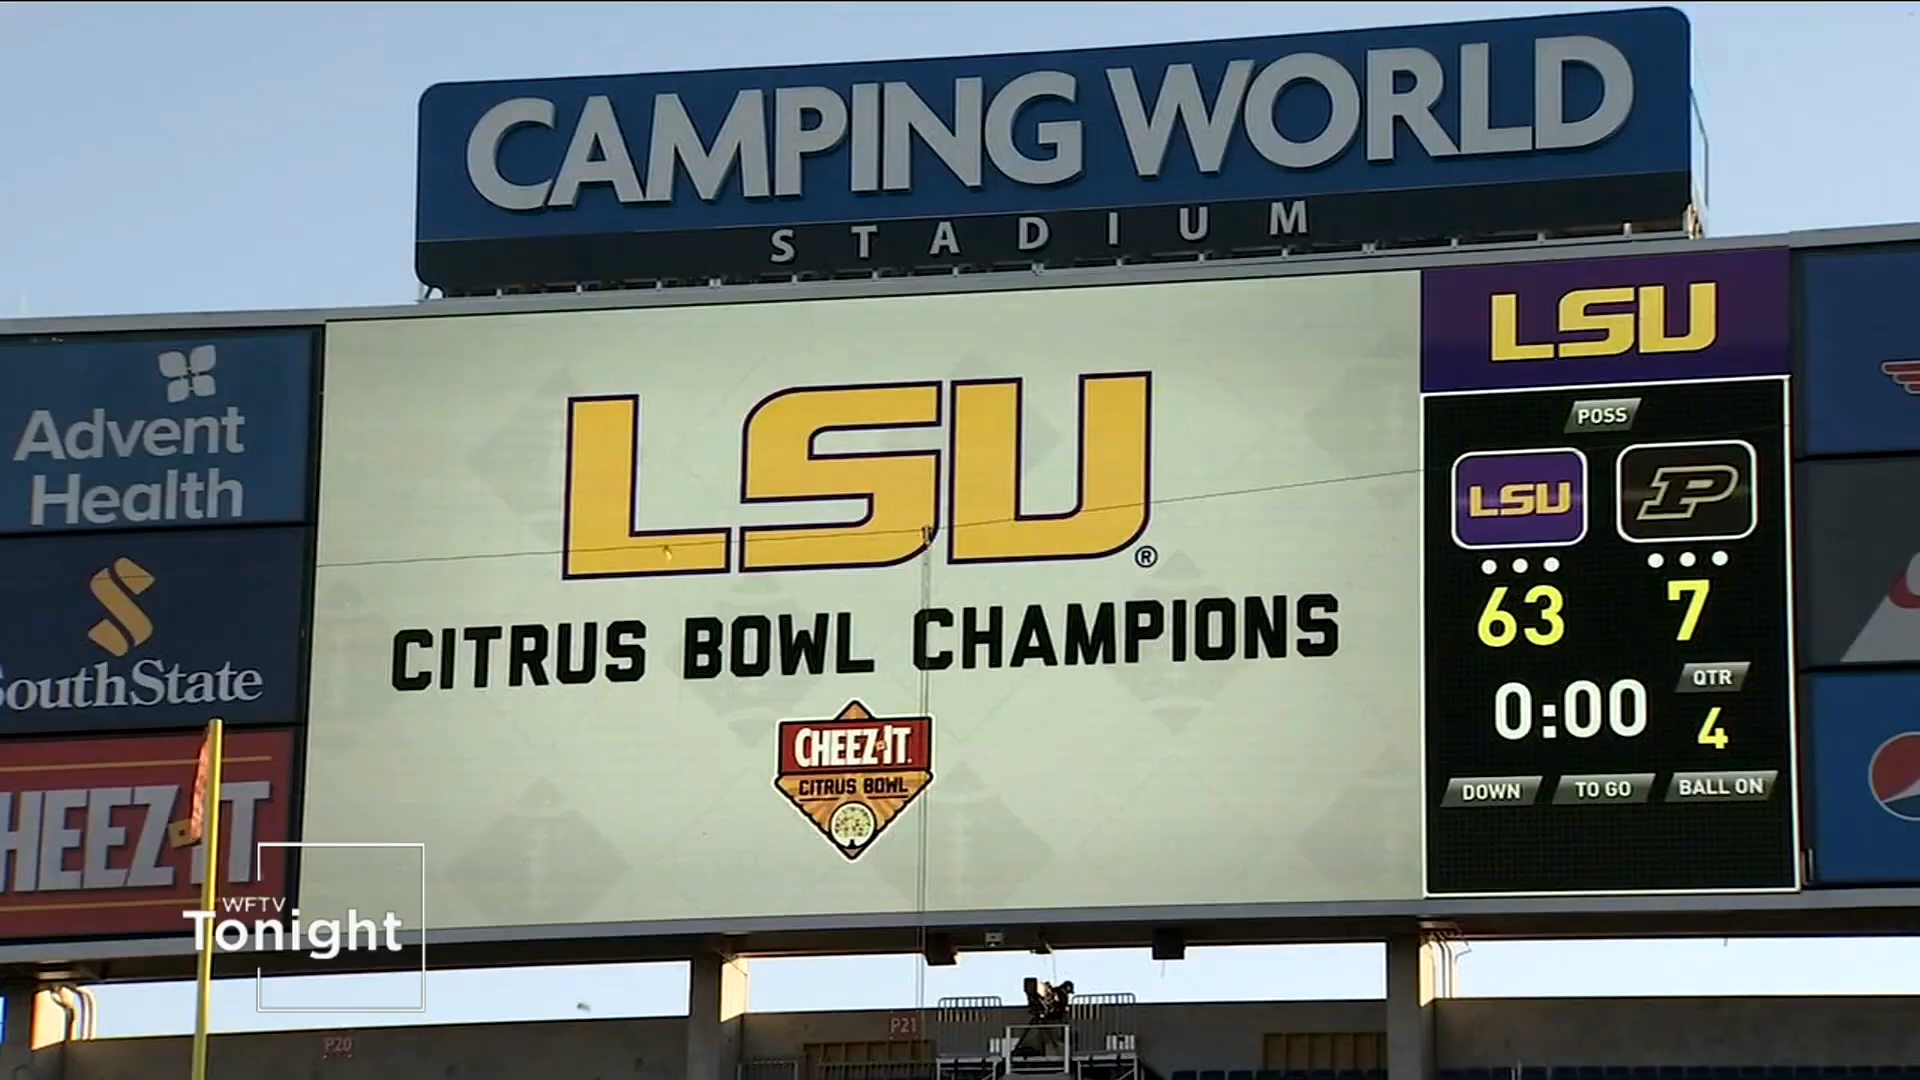 CAMPING WORLD
STADIUM
LSU
LSU®
CITRUS BOWL CHAMPIONS
CHEEZ-IT.
CITRUS BOWL
POSS
LSU P
63 7
0:00
QTR
4
DOWN TO GO BALL ON
Advent
Health
SouthState
CHEEZ-IT
WFTV
Tonight
P20
P21